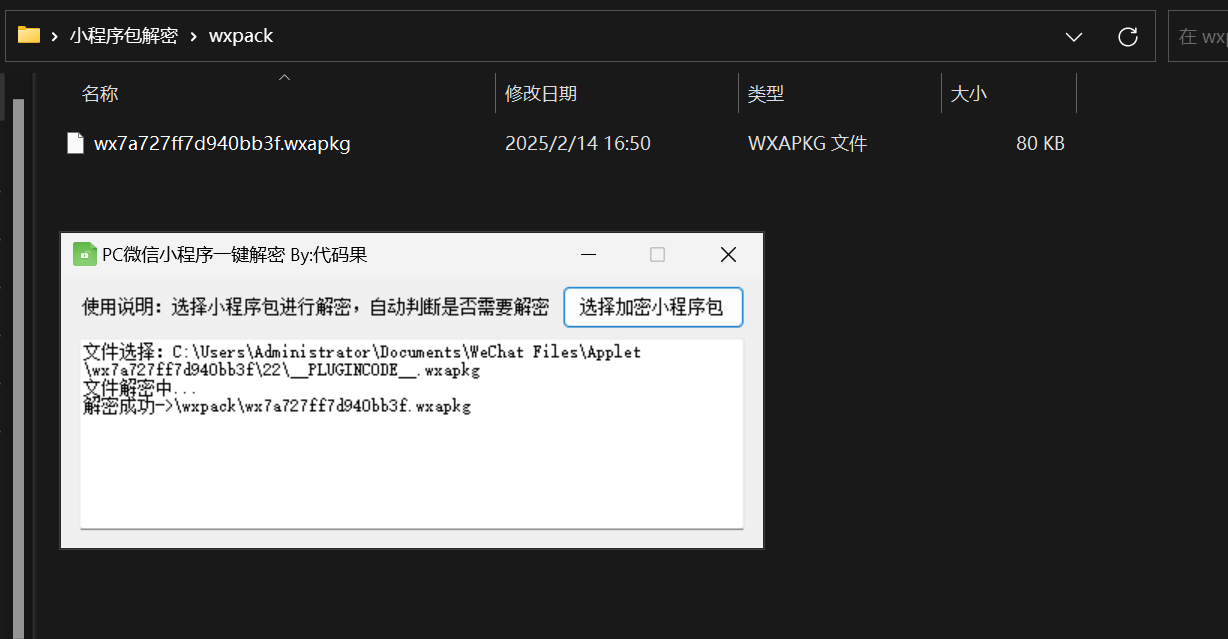 小程序包解密 › wxpack
在 wxp
名称 修改日期 类型 大小
wx7a727ff7d940bb3f.wxapkg 2025/2/14 16:50 WXAPKG 文件 80 KB
PC微信小程序一键解密 By:代码果
使用说明：选择小程序包进行解密，自动判断是否需要解密 选择加密小程序包
文件选择：C:\Users\Administrator\Documents\WeChat Files\Applet
\wx7a727ff7d940bb3f\22\__PLUGINCODE__.wxapkg
文件解密中...
解密成功->\wxpack\wx7a727ff7d940bb3f.wxapkg